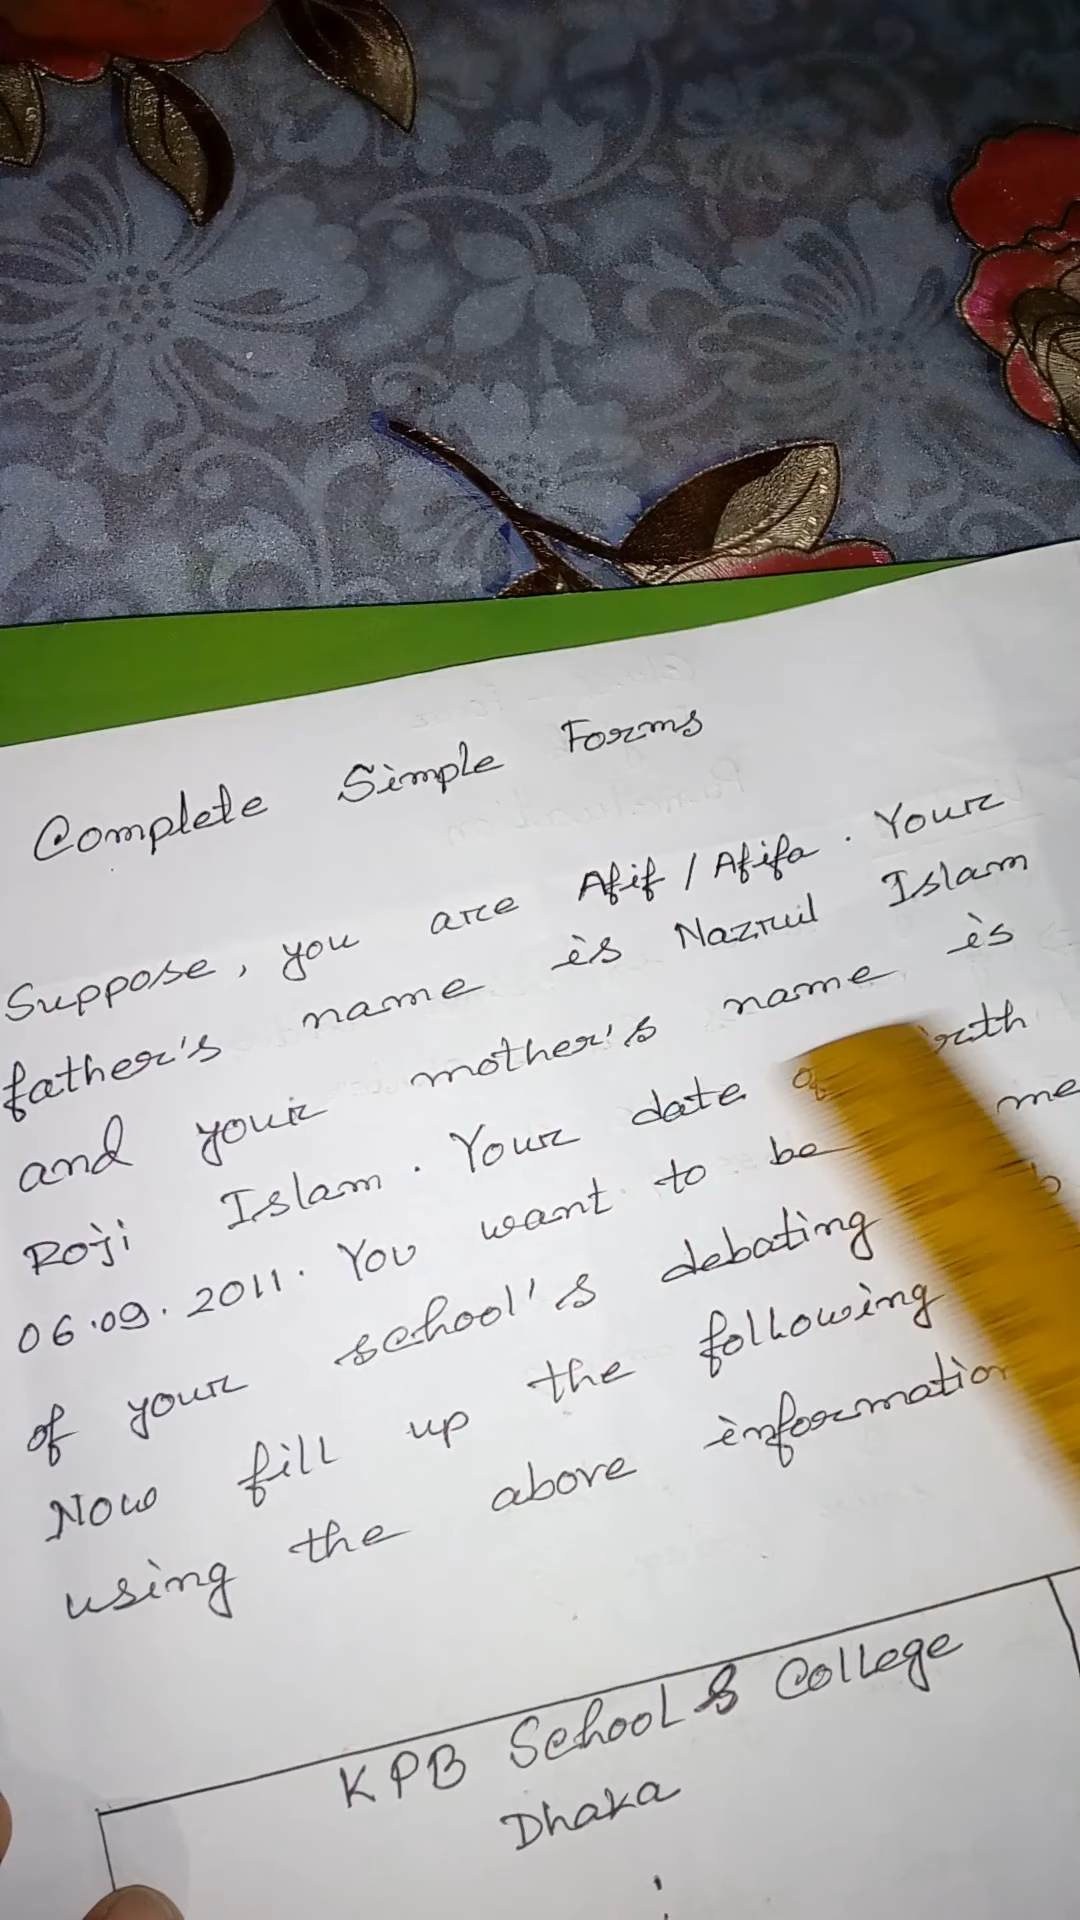 Complete Simple Forms
Suppose, you are Afif / Afifa. Your
father's name is Nazrul Islam
and your mother's name is
Roji Islam. Your date
06.09.2011. You want to be
of your school's debating
Now fill up the following
using the above information
KPB School & College
Dhaka